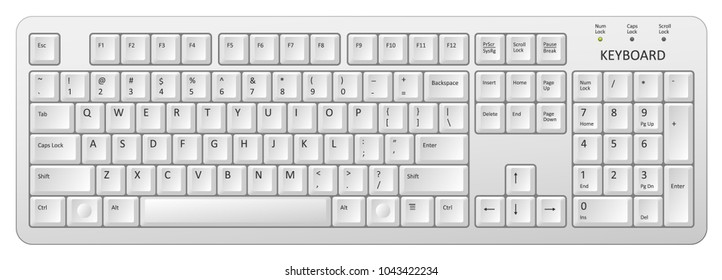 Num Lock Caps Lock Scroll Lock
KEYBOARD
Esc F1 F2 F3 F4 F5 F6 F7 F8 F9 F10 F11 F12 PrScr SysRg Scroll Lock Pause Break
~ ` ! 1 @ 2 # 3 $ 4 % 5 ^ 6 & 7 * 8 ( 9 ) 0 - + = Backspace Insert Home Page Up Num Lock / * -
Tab Q W E R T Y U I O P { [ } ] | \ Delete End Page Down 7 Home 8 9 Pg Up +
Caps Lock A S D F G H J K L : ; " ' Enter 4 5 6
Shift Z X C V B N M < , > . ? / Shift ↑ 1 End 2 3 Pg Dn Enter
Ctrl Alt Alt Ctrl ← ↓ → 0 Ins . Del
shutterstock.com · 1043422234